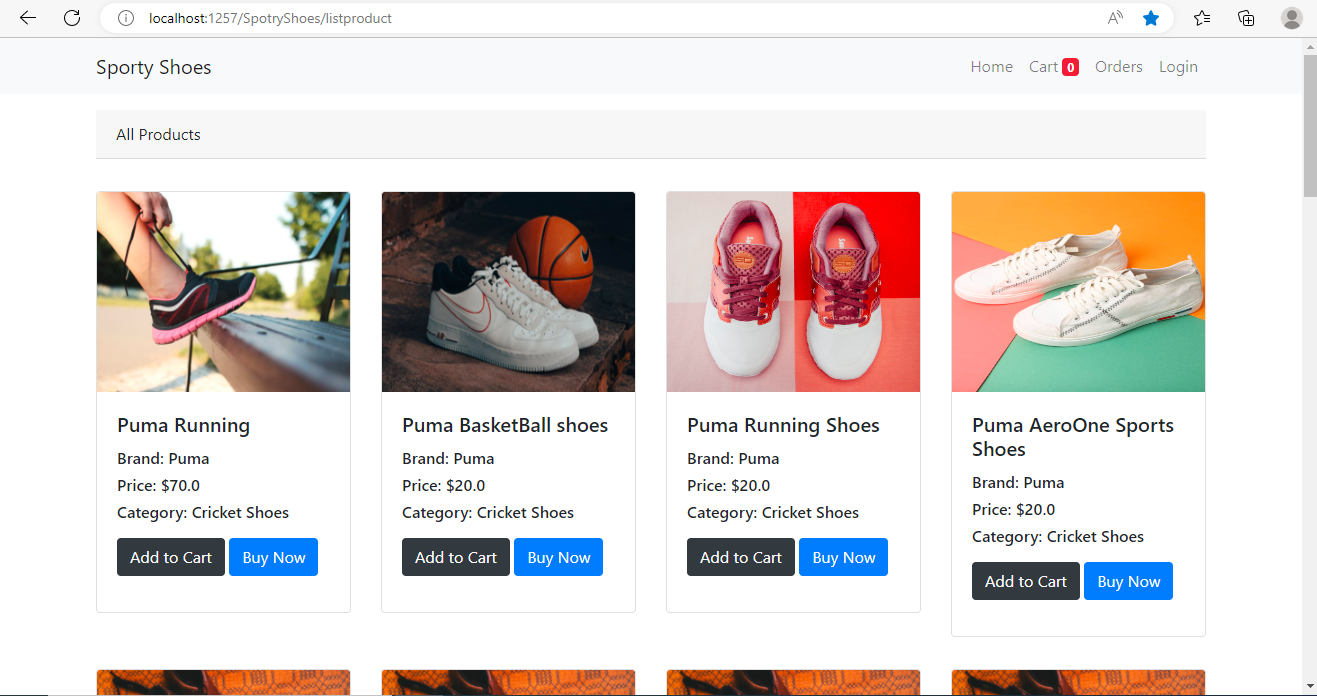 localhost:1257/SpotryShoes/listproduct
Sporty Shoes
Home Cart 0 Orders Login
All Products
Puma Running
Brand: Puma
Price: $70.0
Category: Cricket Shoes
Add to Cart Buy Now
Puma BasketBall shoes
Brand: Puma
Price: $20.0
Category: Cricket Shoes
Add to Cart Buy Now
Puma Running Shoes
Brand: Puma
Price: $20.0
Category: Cricket Shoes
Add to Cart Buy Now
Puma AeroOne Sports
Shoes
Brand: Puma
Price: $20.0
Category: Cricket Shoes
Add to Cart Buy Now